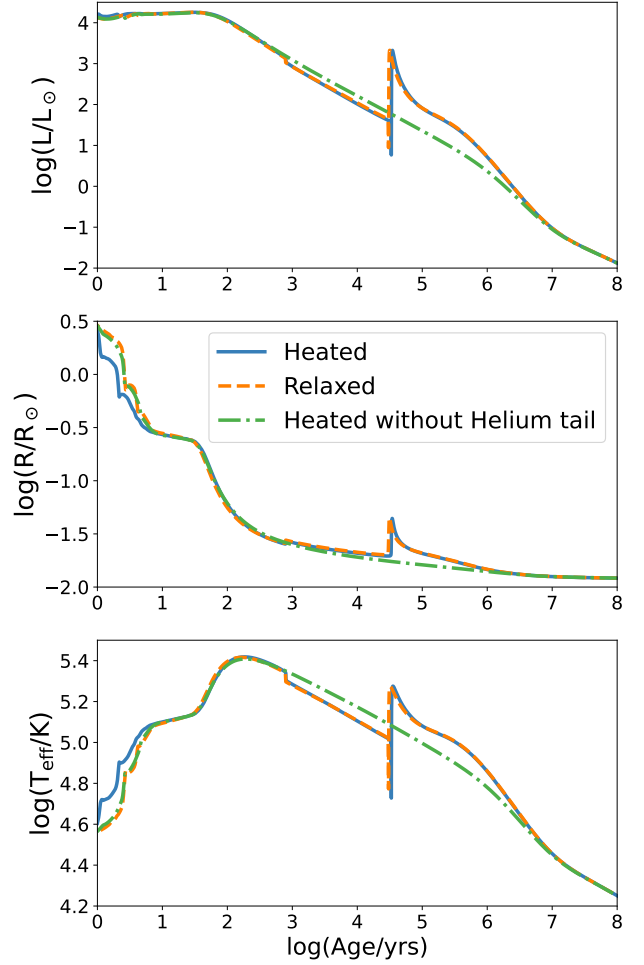 log(L/L⊙)
4
3
2
1
0
−1
−2
0 1 2 3 4 5 6 7 8
log(R/R⊙)
0.5
0.0
−0.5
−1.0
−1.5
−2.0
Heated
Relaxed
Heated without Helium tail
0 1 2 3 4 5 6 7 8
log(Teff/K)
5.4
5.2
5.0
4.8
4.6
4.4
4.2
0 1 2 3 4 5 6 7 8
log(Age/yrs)